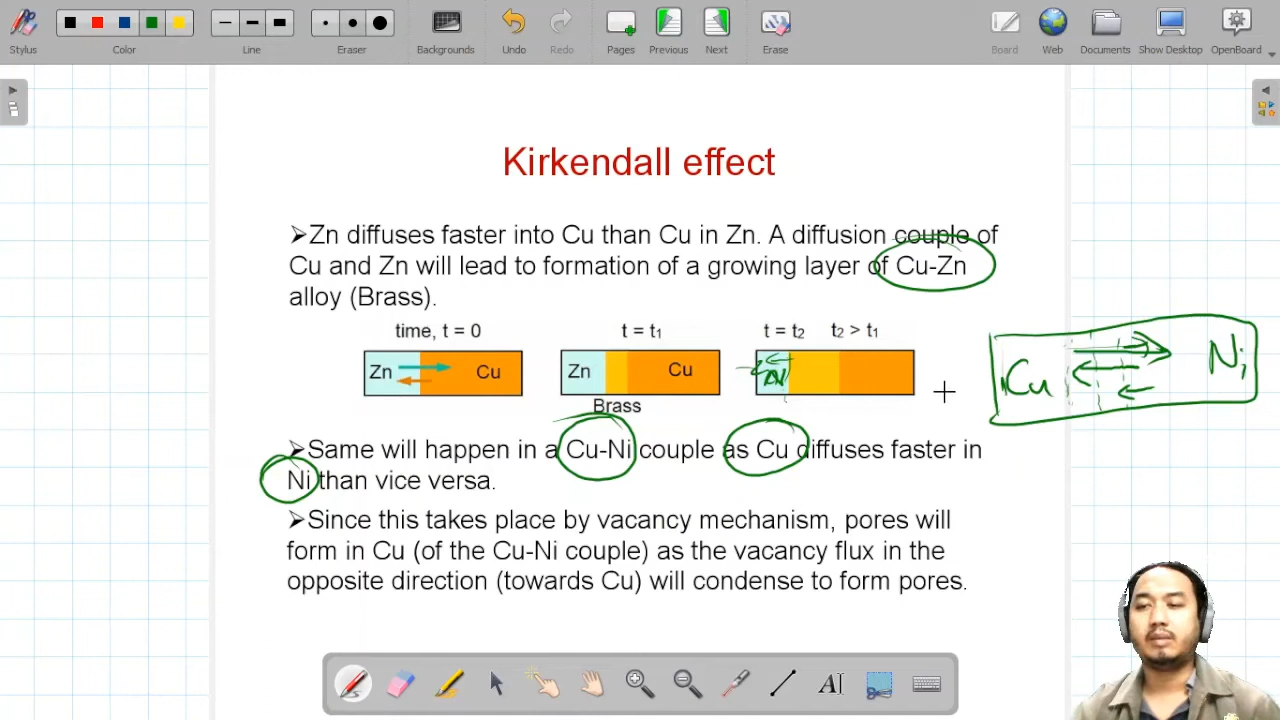 Stylus
Color
Line
Eraser
Backgrounds
Undo
Redo
Pages
Previous
Next
Erase
Board
Web
Documents
Show Desktop
OpenBoard
Kirkendall effect
➢Zn diffuses faster into Cu than Cu in Zn. A diffusion couple of
Cu and Zn will lead to formation of a growing layer of Cu-Zn
alloy (Brass).
time, t = 0
t = t₁
t = t₂
t₂ > t₁
Zn
Cu
Zn
Cu
Brass
Cu
Ni
➢Same will happen in a Cu-Ni couple as Cu diffuses faster in
Ni than vice versa.
➢Since this takes place by vacancy mechanism, pores will
form in Cu (of the Cu-Ni couple) as the vacancy flux in the
opposite direction (towards Cu) will condense to form pores.